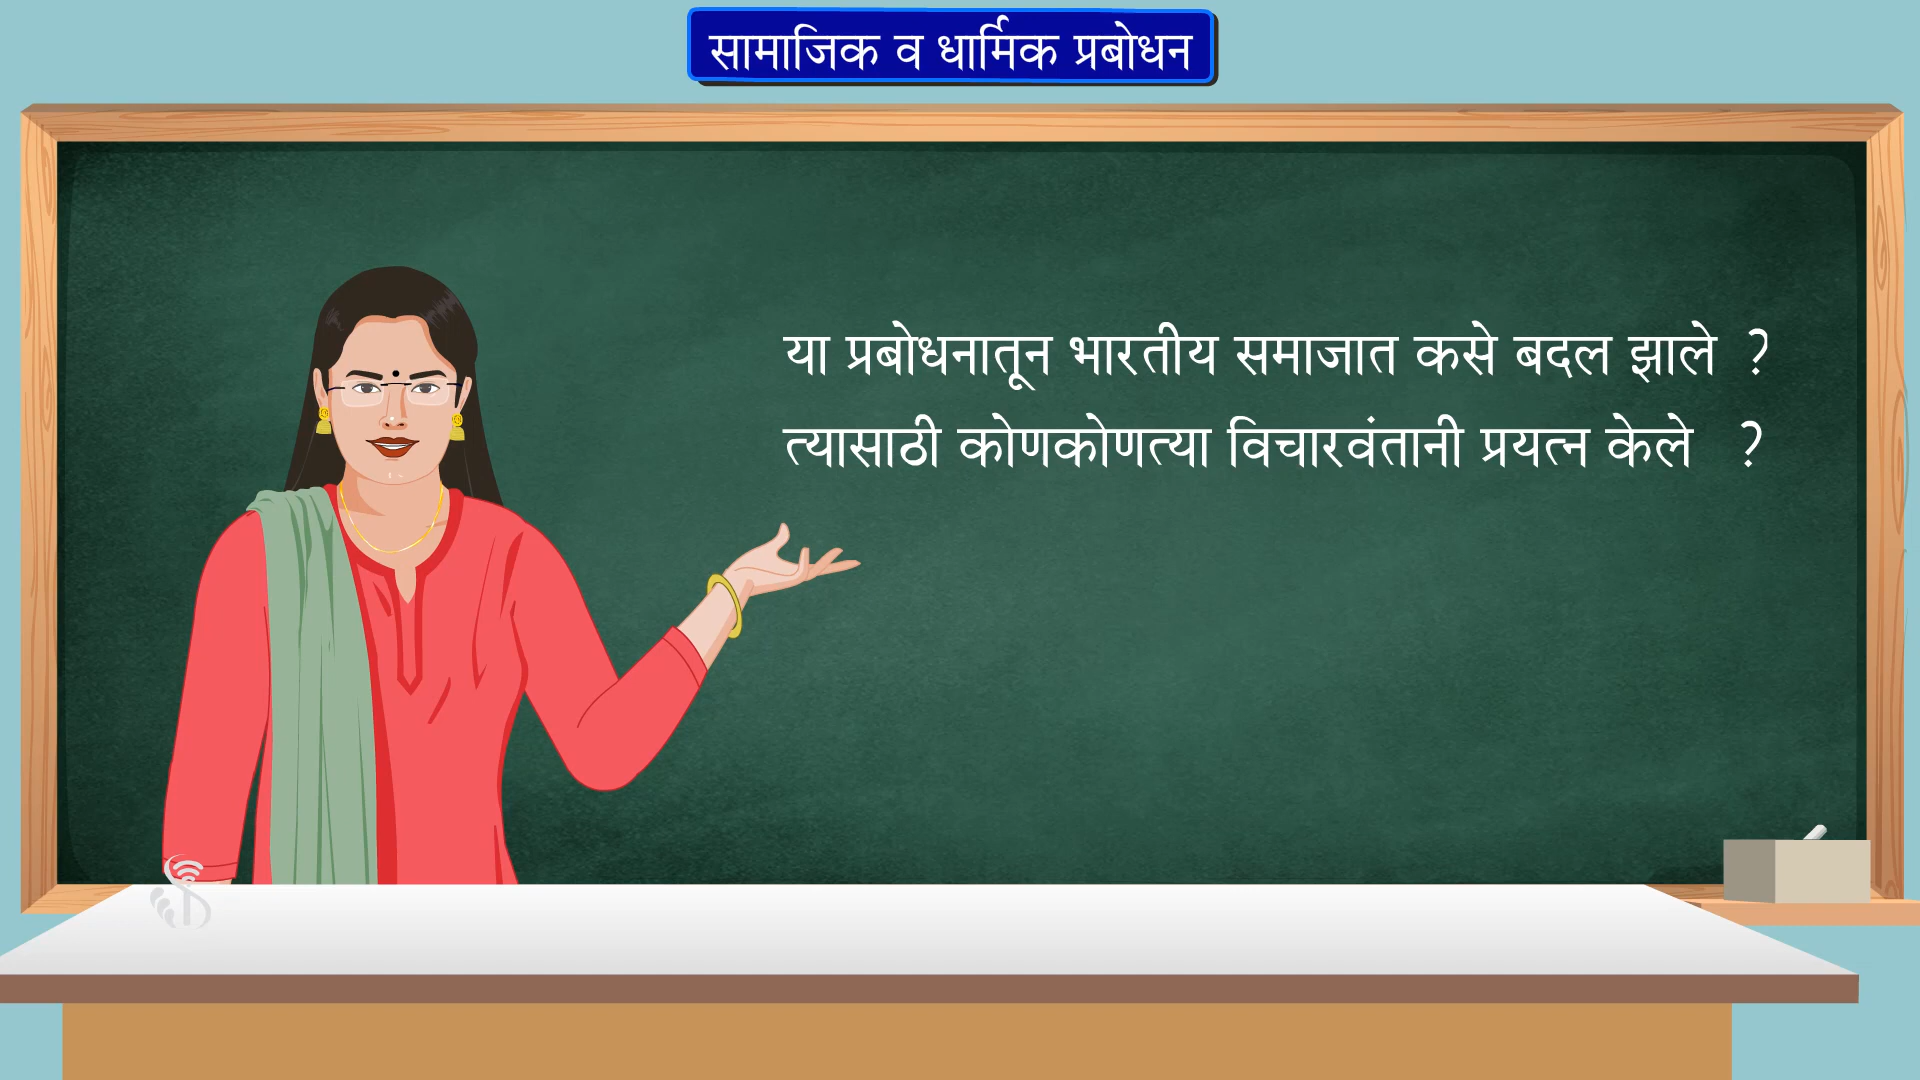 सामाजिक व धार्मिक प्रबोधन
या प्रबोधनातून भारतीय समाजात कसे बदल झाले ?
त्यासाठी कोणकोणत्या विचारवंतानी प्रयत्न केले ?